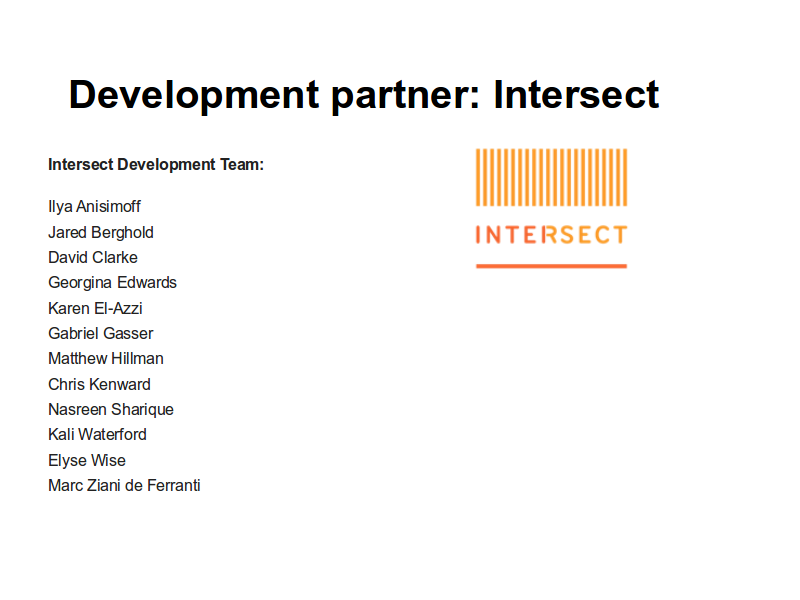 Development partner: Intersect
Intersect Development Team:
Ilya Anisimoff
Jared Berghold
David Clarke
Georgina Edwards
Karen El-Azzi
Gabriel Gasser
Matthew Hillman
Chris Kenward
Nasreen Sharique
Kali Waterford
Elyse Wise
Marc Ziani de Ferranti
INTERSECT